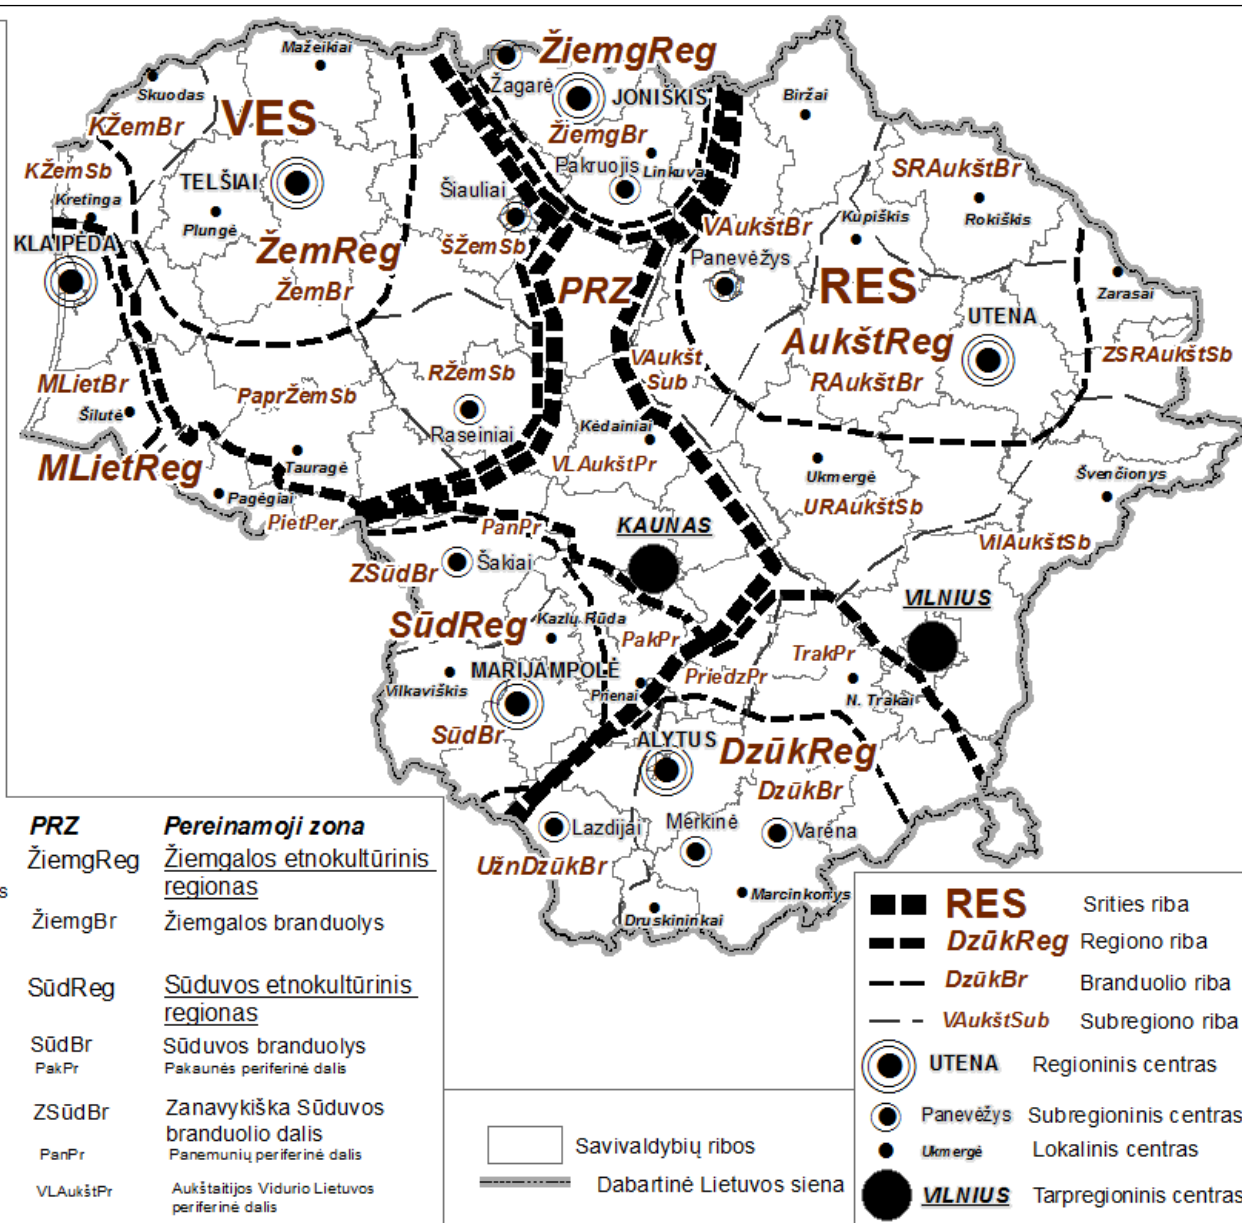 Mažeikiai
ŽiemgReg
Žagarė
Skuodas
JONIŠKIS
Biržai
VES
KŽemBr
ŽiemgBr
KŽemSb
Pakruojis
Linkuva
SRAukštBr
TELŠIAI
Šiauliai
Rokiškis
Kretinga
Plungė
Kupiškis
VAukštBr
KLAIPĖDA
ŽemReg
ŠŽemSb
Panevėžys
ŽemBr
PRZ
RES
Zarasai
UTENA
AukštReg
ZSRAukštSb
VAukšt
Sub
MLietBr
RŽemSb
RAukštBr
PaprŽemSb
Šilutė
Raseiniai
Kėdainiai
MLietReg
Tauragė
VLAukštPr
Ukmergė
Švenčionys
Pagėgiai
URAukštSb
PietPer
PanPr
KAUNAS
VilAukštSb
Šakiai
ZSūdBr
VILNIUS
SūdReg
Kazlų Rūda
PakPr
TrakPr
MARIJAMPOLĖ
PriedzPr
Vilkaviškis
Prienai
N. Trakai
SūdBr
ALYTUS
DzūkReg
DzūkBr
Lazdijai
Merkinė
Varėna
UžnDzūkBr
Marcinkonys
Druskininkai
PRZ Pereinamoji zona
ŽiemgReg Žiemgalos etnokultūrinis
regionas
s
ŽiemgBr Žiemgalos branduolys
SūdReg Sūduvos etnokultūrinis
regionas
SūdBr Sūduvos branduolys
PakPr Pakaunės periferinė dalis
ZSūdBr Zanavykiška Sūduvos
branduolio dalis
PanPr Panemunių periferinė dalis
VLAukštPr Aukštaitijos Vidurio Lietuvos
periferinė dalis
Savivaldybių ribos
Dabartinė Lietuvos siena
RES Srities riba
DzūkReg Regiono riba
DzūkBr Branduolio riba
VAukštSub Subregiono riba
UTENA Regioninis centras
Panevėžys Subregioninis centras
Ukmergė Lokalinis centras
VILNIUS Tarpregioninis centras